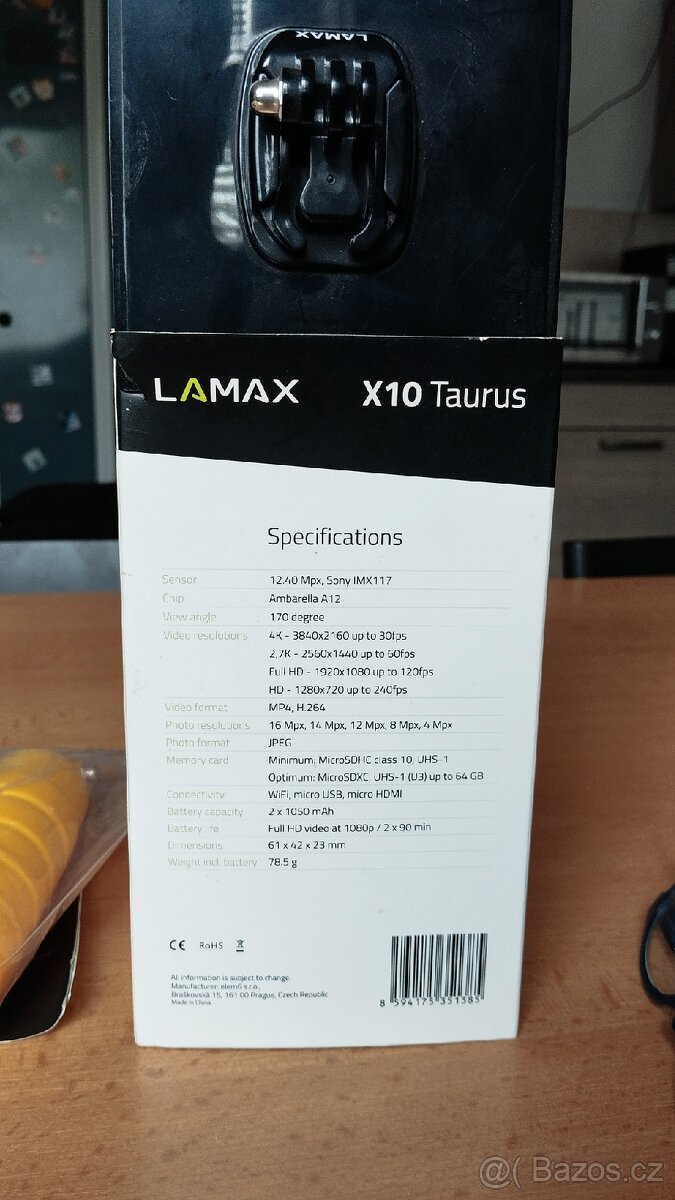 LAMAX
LAMAX X10 Taurus
Specifications
Sensor 12.40 Mpx, Sony IMX117
Chip Ambarella A12
View angle 170 degree
Video resolutions 4K - 3840x2160 up to 30fps
2,7K - 2560x1440 up to 60fps
Full HD - 1920x1080 up to 120fps
HD - 1280x720 up to 240fps
Video format MP4, H.264
Photo resolutions 16 Mpx, 14 Mpx, 12 Mpx, 8 Mpx, 4 Mpx
Photo format JPEG
Memory card Minimum: MicroSDHC class 10, UHS-1
Optimum: MicroSDXC, UHS-1 (U3) up to 64 GB
Connectivity WiFi, micro USB, micro HDMI
Battery capacity 2 x 1050 mAh
Battery life Full HD video at 1080p / 2 x 90 min
Dimensions 61 x 42 x 23 mm
Weight incl. battery 78.5 g
CE RoHS
All information is subject to change.
Manufacturer: elem6 s.r.o.,
Braškovská 15, 161 00 Prague, Czech Republic
Made in China
8 594175 351385
@( Bazos.cz